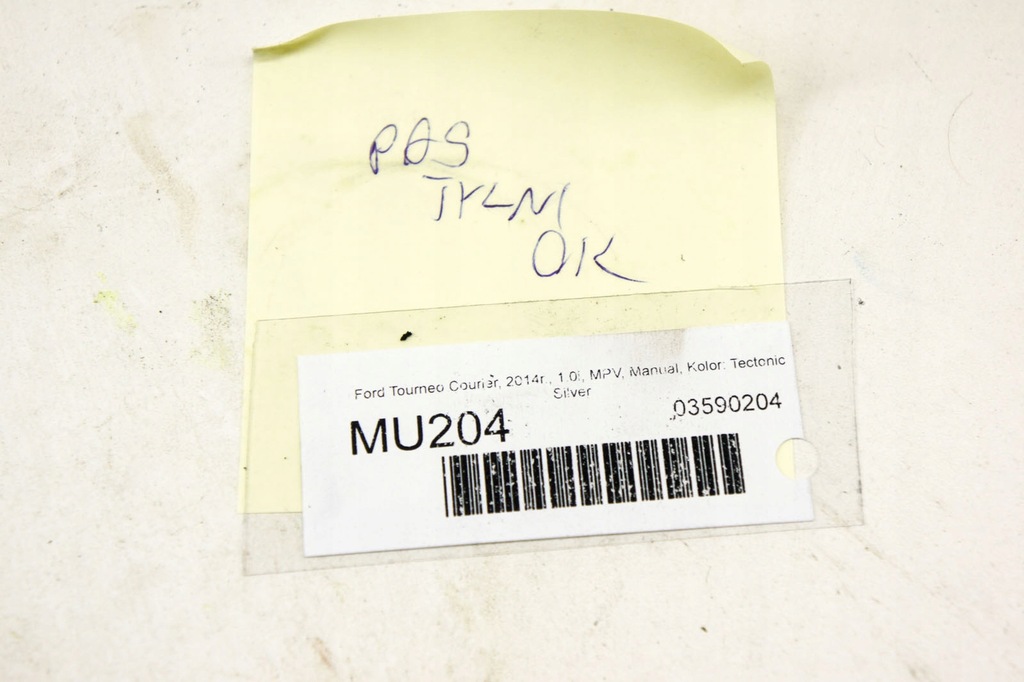 PAS
TYLNI
OK
Ford Tourneo Courier, 2014r., 1.0i, MPV, Manual, Kolor: Tectonic
Silver
MU204
03590204